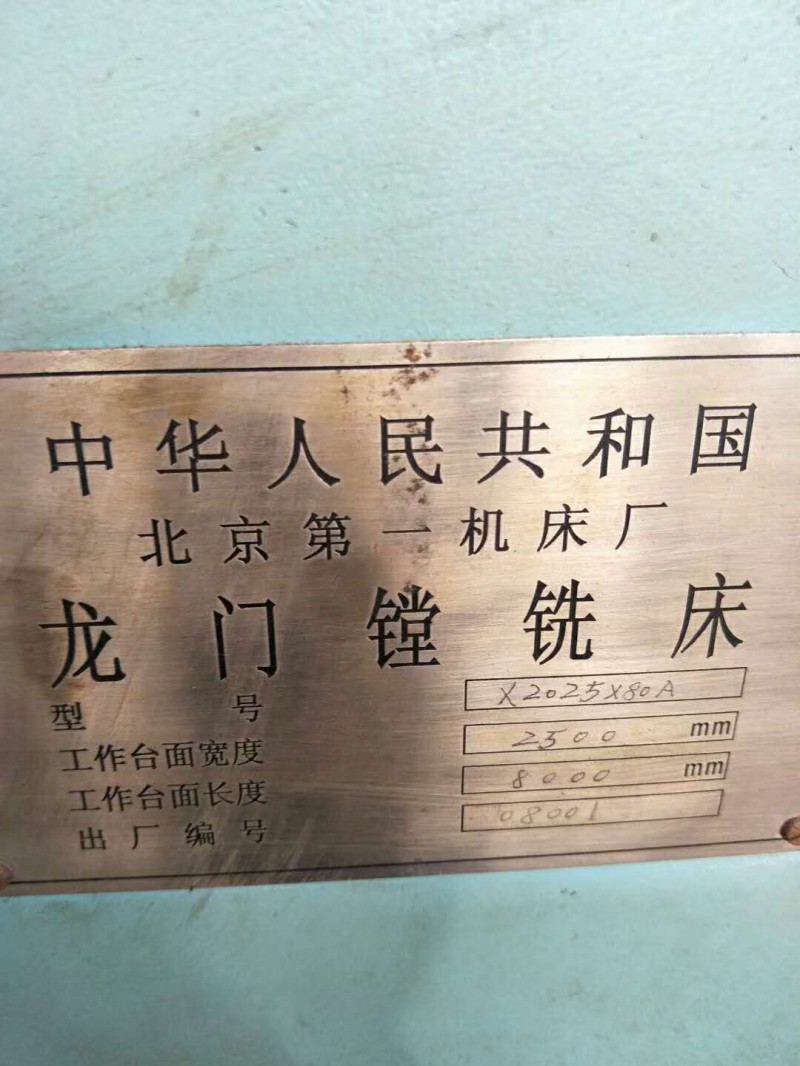 中华人民共和国
北京第一机床厂
龙门镗铣床
型号 X2025X80A
工作台面宽度 2500 mm
工作台面长度 8000 mm
出厂编号 08001